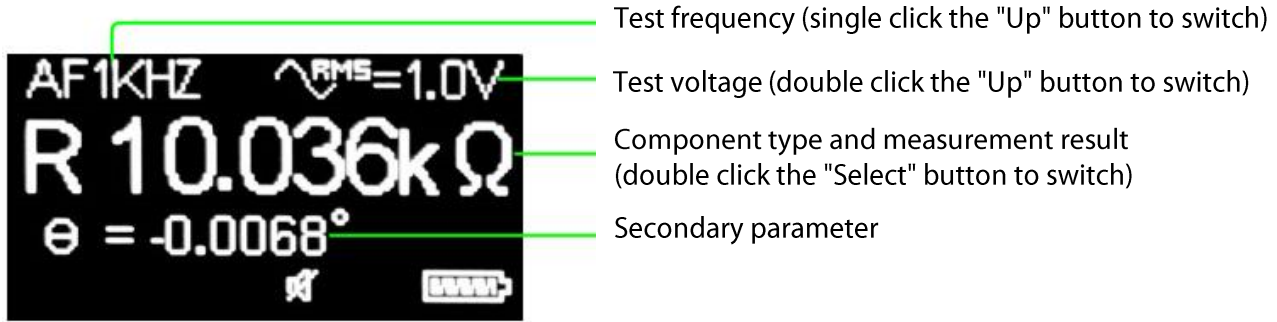 Test frequency (single click the "Up" button to switch)
AF1KHZ RMS=1.0V
Test voltage (double click the "Up" button to switch)
R 10.036kΩ
Component type and measurement result
(double click the "Select" button to switch)
θ = -0.0068°
Secondary parameter